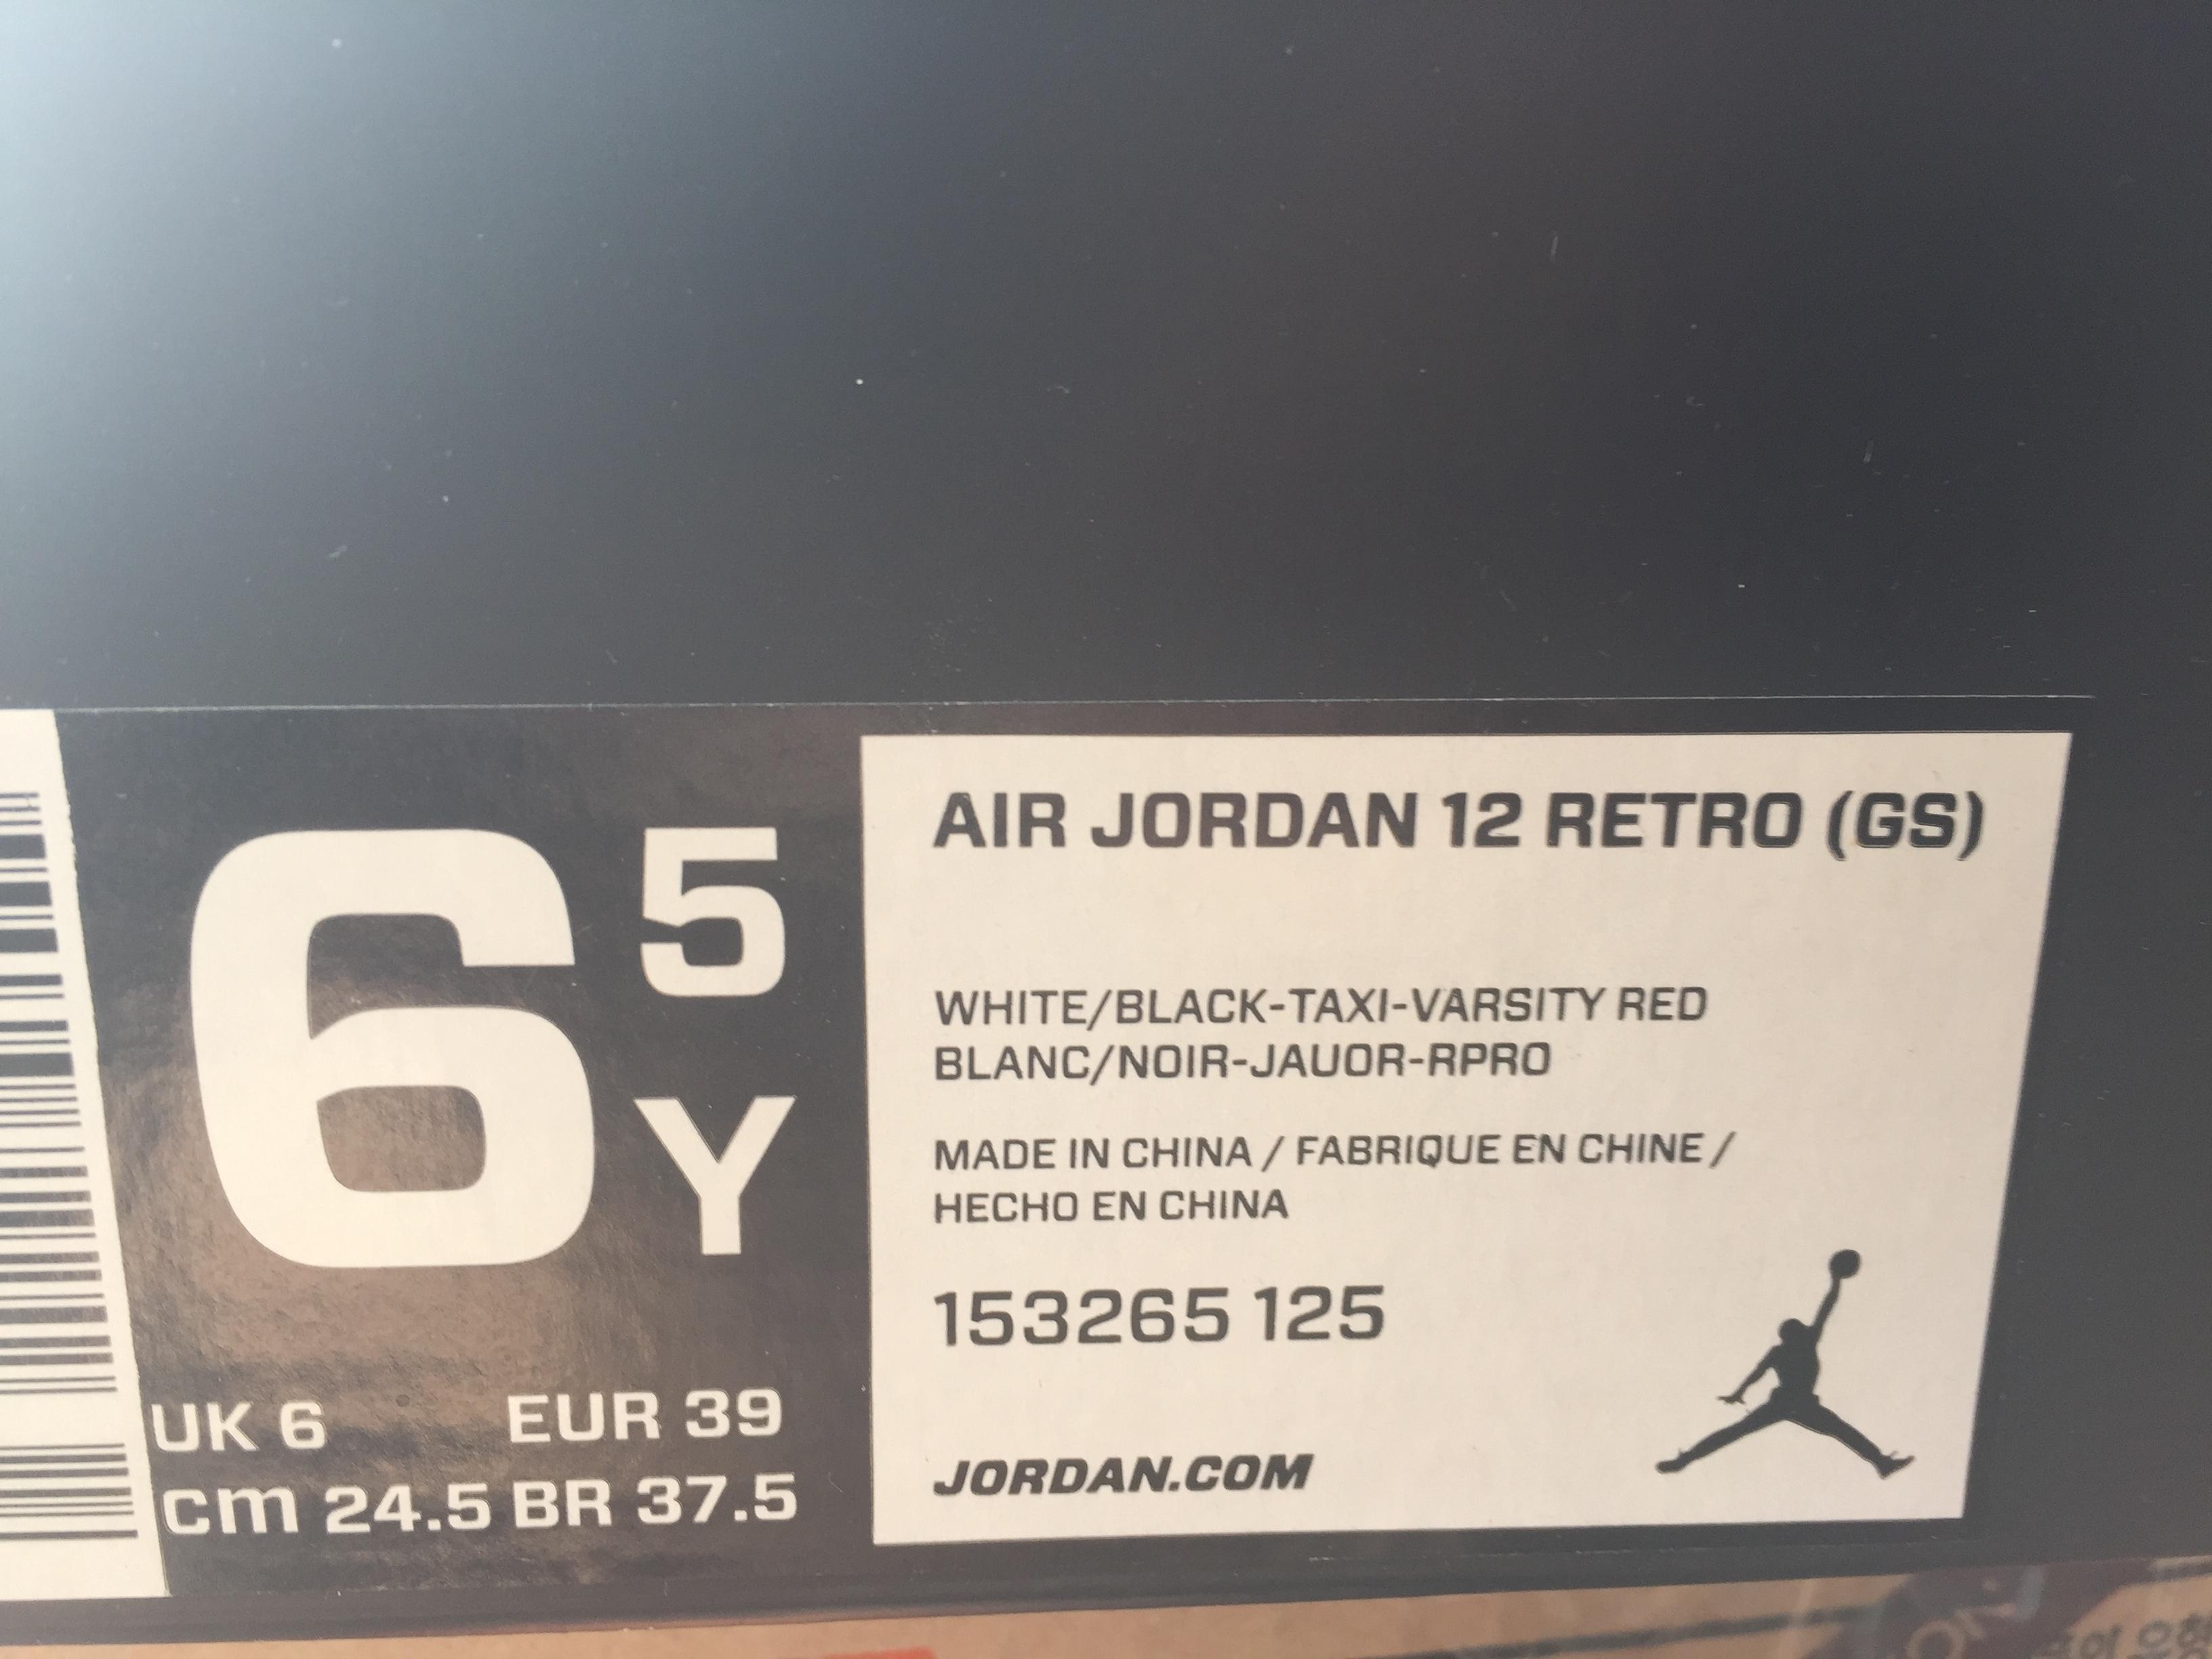 6 5
Y
UK 6 EUR 39
cm 24.5 BR 37.5
AIR JORDAN 12 RETRO (GS)
WHITE/BLACK-TAXI-VARSITY RED
BLANC/NOIR-JAUOR-RPRO
MADE IN CHINA / FABRIQUE EN CHINE /
HECHO EN CHINA
153265 125
JORDAN.COM